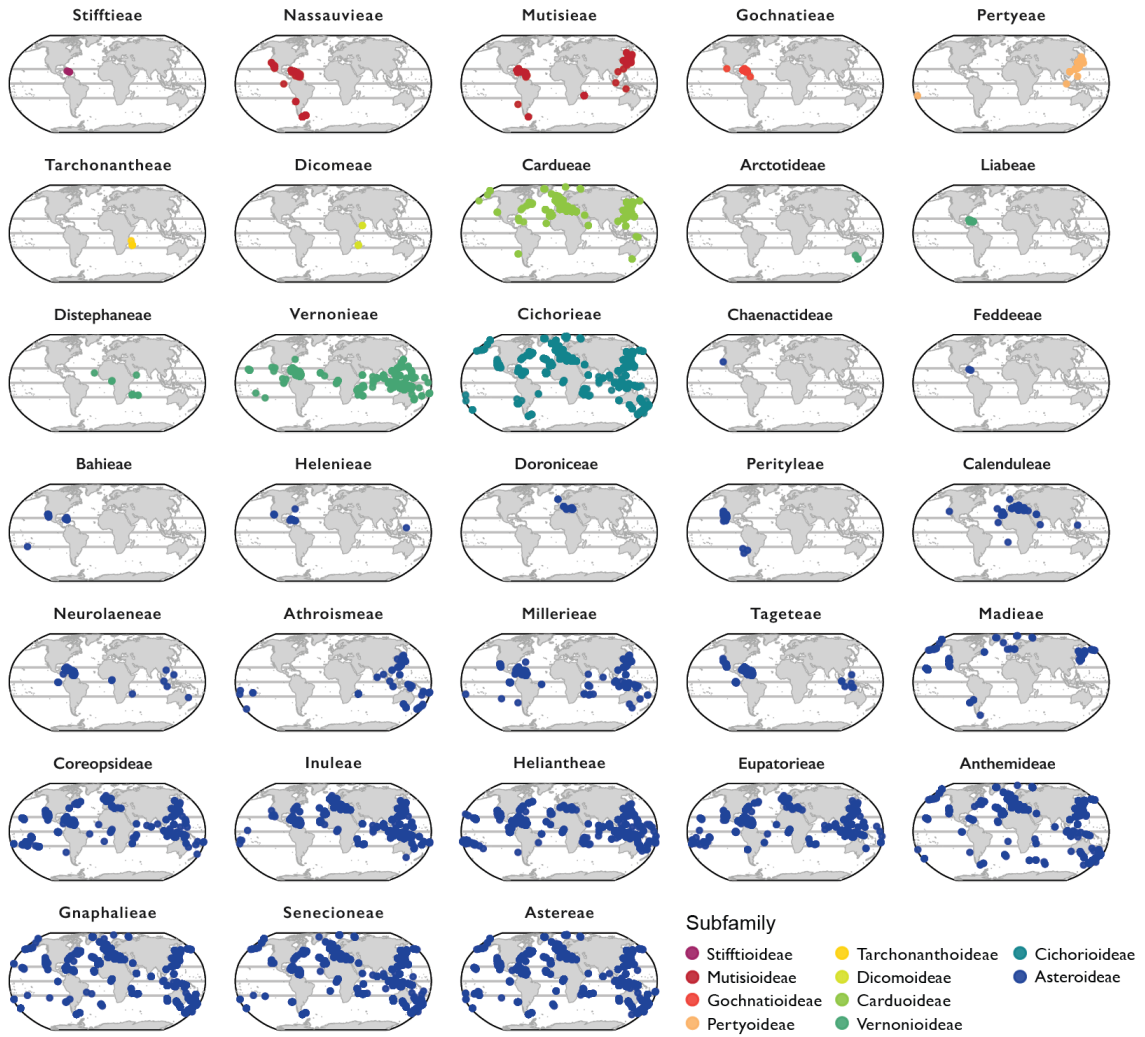 Stifftieae Nassauvieae Mutisieae Gochnatieae Pertyeae
Tarchonantheae Dicomeae Cardueae Arctotideae Liabeae
Distephaneae Vernonieae Cichorieae Chaenactideae Feddeeae
Bahieae Helenieae Doroniceae Perityleae Calenduleae
Neurolaeneae Athroismeae Millerieae Tageteae Madieae
Coreopsideae Inuleae Heliantheae Eupatorieae Anthemideae
Gnaphalieae Senecioneae Astereae
Subfamily
Stifftioideae Tarchonanthoideae Cichorioideae
Mutisioideae Dicomoideae Asteroideae
Gochnatioideae Carduoideae
Pertyoideae Vernonioideae